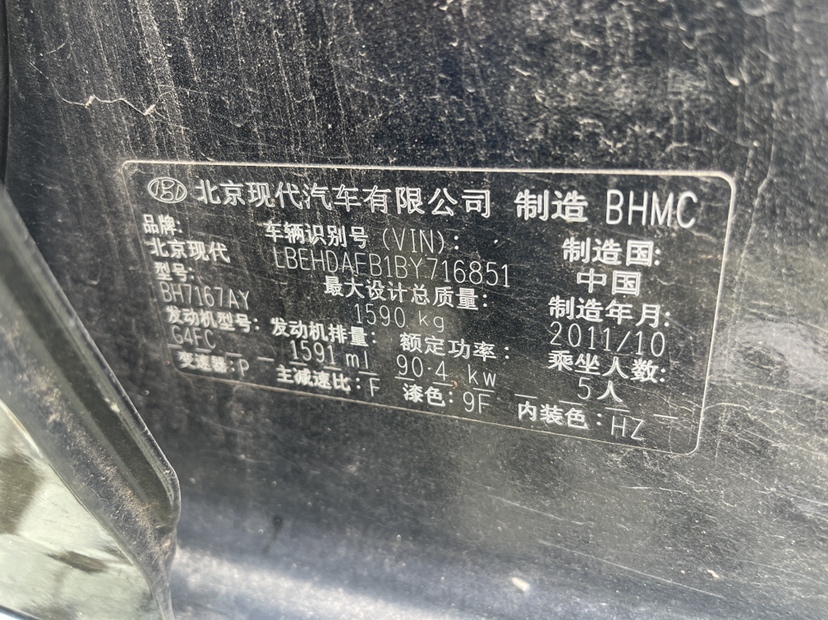 北京现代汽车有限公司 制造 BHMC
品牌: 车辆识别号 (VIN): 制造国:
北京现代 LBEHDAFB1BY716851 中国
型号: 最大设计总质量: 制造年月:
BH7167AY 1590 kg 2011/10
发动机型号: 发动机排量: 额定功率: 乘坐人数:
G4FC 1591 ml 90.4 kw 5人
变速器: P 主减速比: F 漆色: 9F 内装色: HZ